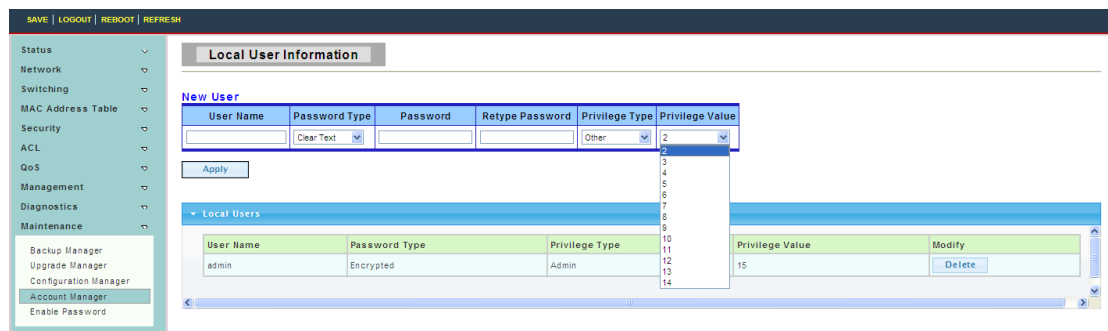 SAVE | LOGOUT | REBOOT | REFRESH
Status
Network
Switching
MAC Address Table
Security
ACL
QoS
Management
Diagnostics
Maintenance
Backup Manager
Upgrade Manager
Configuration Manager
Account Manager
Enable Password
Local User Information
New User
User Name Password Type Password Retype Password Privilege Type Privilege Value
Clear Text Other 2
2
3
4
5
6
7
8
9
10
11
12
13
14
Apply
Local Users
User Name Password Type Privilege Type Privilege Value Modify
admin Encrypted Admin 15 Delete